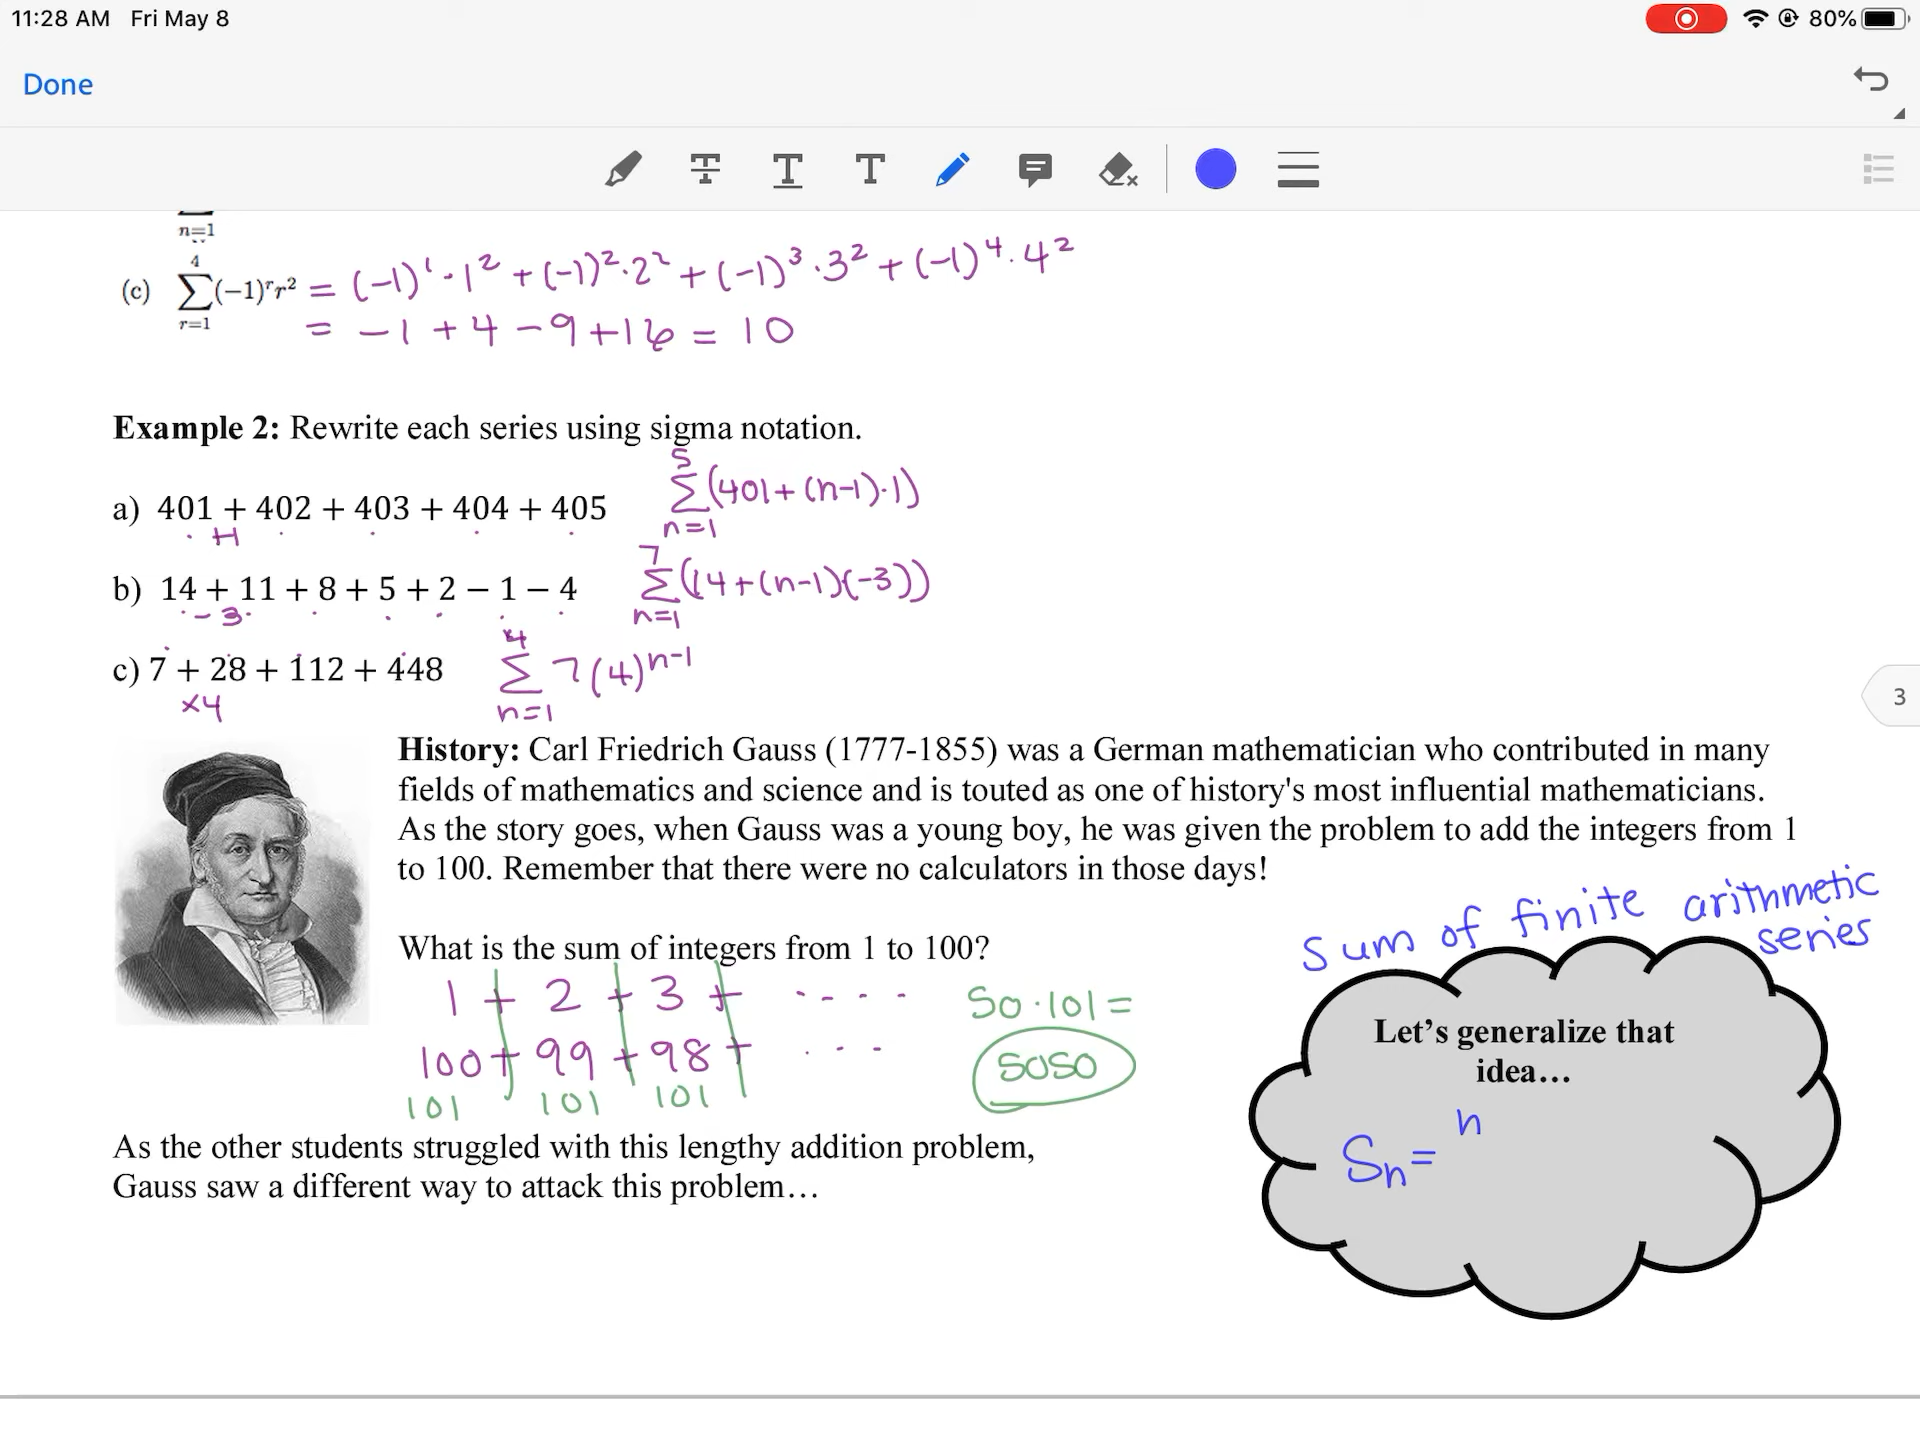 11:28 AM Fri May 8 80%
Done
n=1
(c) 4 ∑ r=1 (−1)ʳr² = (-1)¹·1² + (-1)²·2² + (-1)³·3² + (-1)⁴·4²
= -1 + 4 - 9 + 16 = 10
Example 2: Rewrite each series using sigma notation.
a) 401 + 402 + 403 + 404 + 405 5 ∑ n=1 (401 + (n-1)·1)
+1
b) 14 + 11 + 8 + 5 + 2 − 1 − 4 7 ∑ n=1 (14 + (n-1)(-3))
-3
c) 7 + 28 + 112 + 448 4 ∑ n=1 7(4)ⁿ⁻¹
×4
3
History: Carl Friedrich Gauss (1777-1855) was a German mathematician who contributed in many
fields of mathematics and science and is touted as one of history's most influential mathematicians.
As the story goes, when Gauss was a young boy, he was given the problem to add the integers from 1
to 100. Remember that there were no calculators in those days!
What is the sum of integers from 1 to 100?
1 + 2 + 3 + ....
100 + 99 + 98 + ....
101 101 101
50·101 =
5050
As the other students struggled with this lengthy addition problem,
Gauss saw a different way to attack this problem…
Sum of finite arithmetic
series
Let’s generalize that
idea…
Sₙ = n